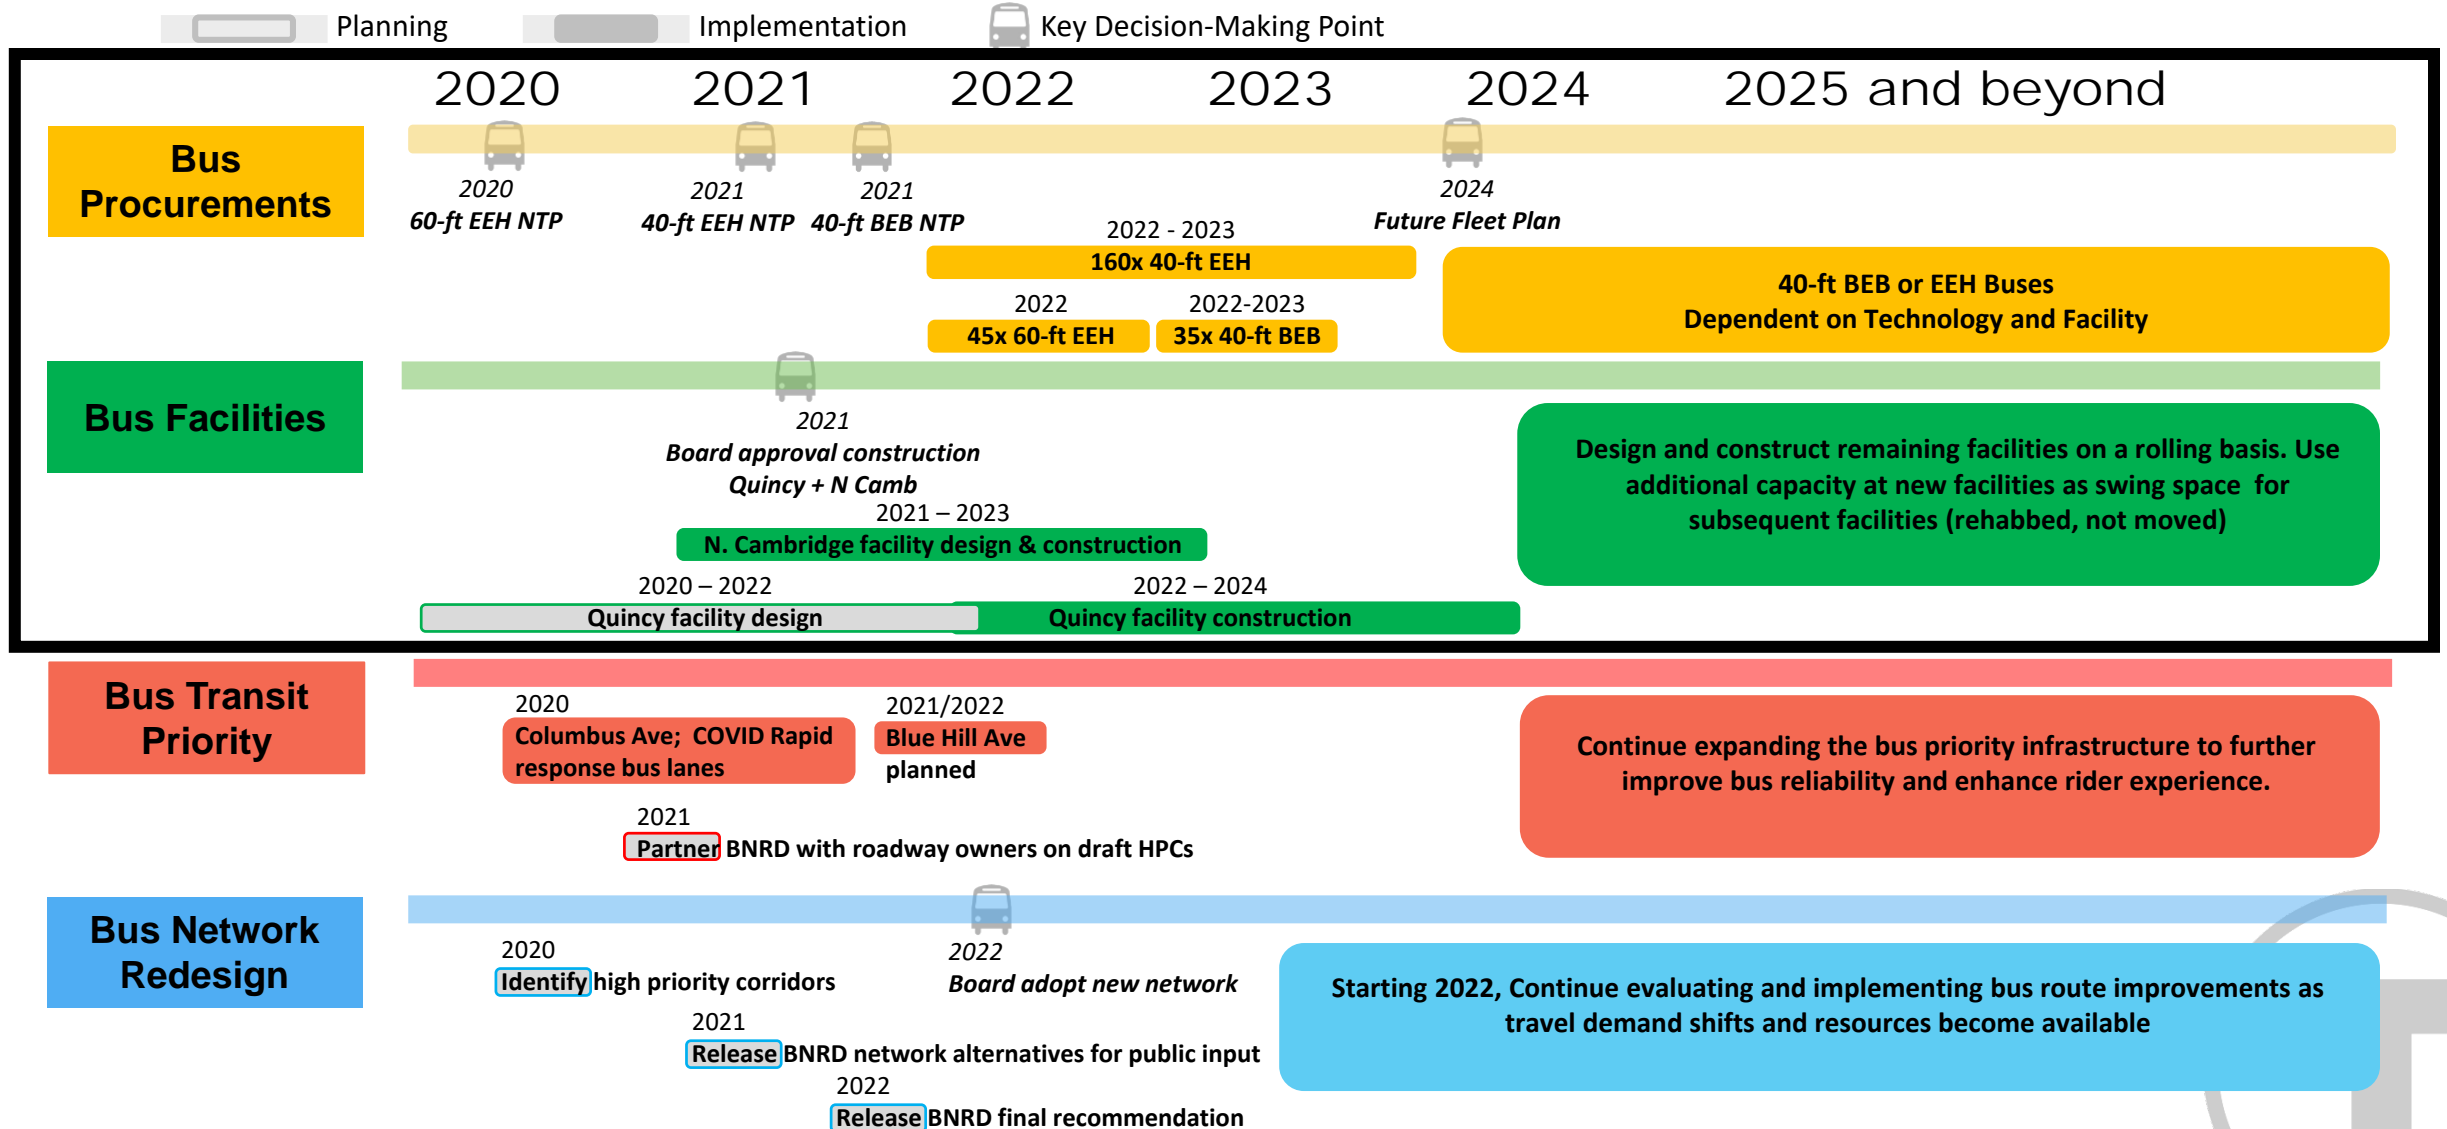 Planning
Implementation
Key Decision-Making Point
2020
2021
2022
2023
2024
2025 and beyond
Bus
Procurements
2020
60-ft EEH NTP
2021
40-ft EEH NTP
2021
40-ft BEB NTP
2024
Future Fleet Plan
2022 - 2023
160x 40-ft EEH
2022
45x 60-ft EEH
2022-2023
35x 40-ft BEB
40-ft BEB or EEH Buses
Dependent on Technology and Facility
Bus Facilities
2021
Board approval construction
Quincy + N Camb
2021 – 2023
N. Cambridge facility design & construction
2020 – 2022
Quincy facility design
2022 – 2024
Quincy facility construction
Design and construct remaining facilities on a rolling basis. Use
additional capacity at new facilities as swing space for
subsequent facilities (rehabbed, not moved)
Bus Transit
Priority
2020
Columbus Ave; COVID Rapid
response bus lanes
2021/2022
Blue Hill Ave
planned
2021
Partner BNRD with roadway owners on draft HPCs
Continue expanding the bus priority infrastructure to further
improve bus reliability and enhance rider experience.
Bus Network
Redesign
2020
Identify high priority corridors
2022
Board adopt new network
2021
Release BNRD network alternatives for public input
2022
Release BNRD final recommendation
Starting 2022, Continue evaluating and implementing bus route improvements as
travel demand shifts and resources become available